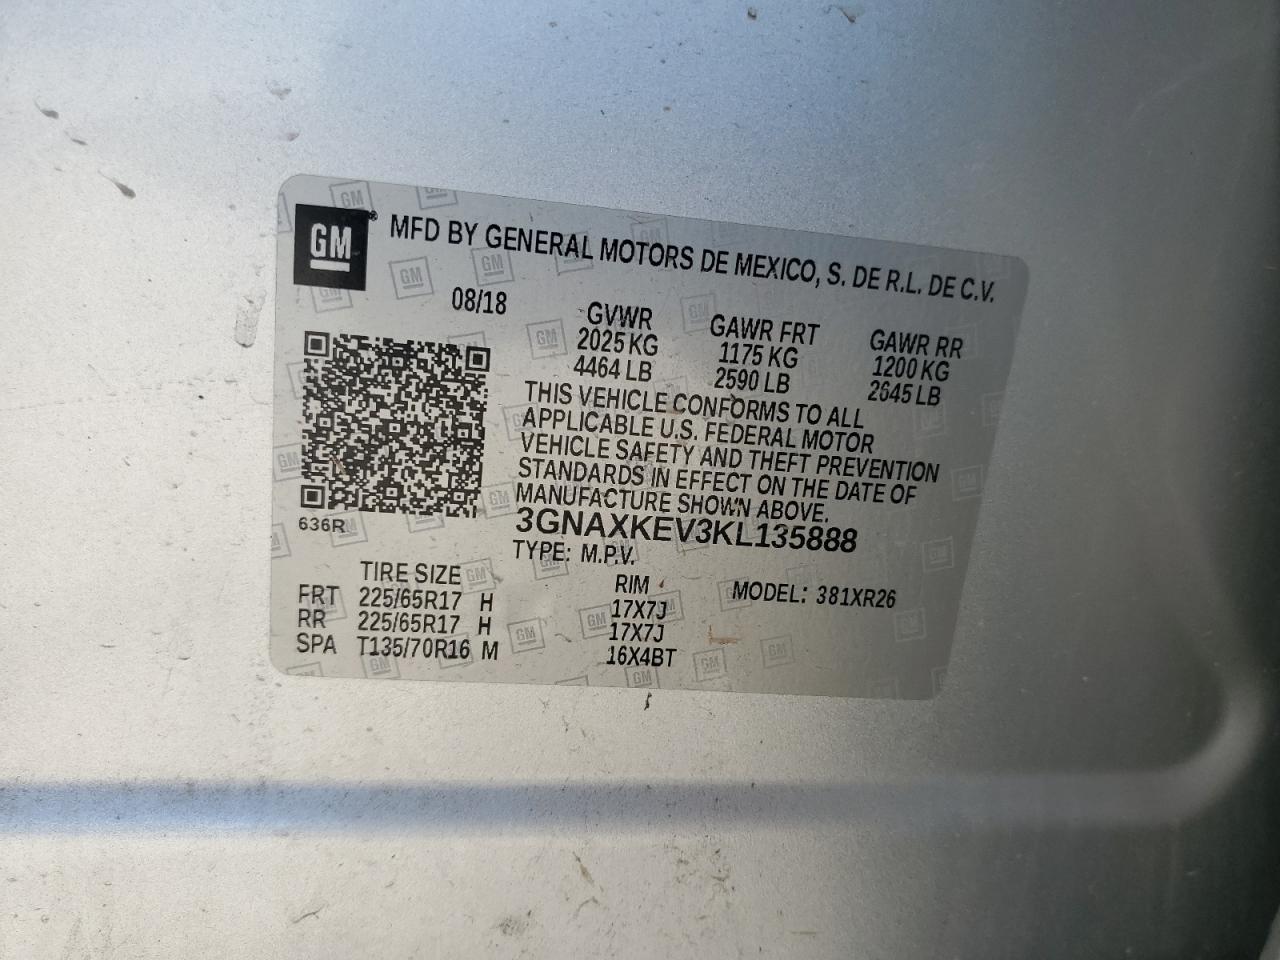 GM® MFD BY GENERAL MOTORS DE MEXICO, S. DE R.L. DE C.V.
08/18 GVWR GAWR FRT GAWR RR
2025 KG 1175 KG 1200 KG
4464 LB 2590 LB 2645 LB
THIS VEHICLE CONFORMS TO ALL
APPLICABLE U.S. FEDERAL MOTOR
VEHICLE SAFETY AND THEFT PREVENTION
STANDARDS IN EFFECT ON THE DATE OF
MANUFACTURE SHOWN ABOVE.
636R 3GNAXKEV3KL135888
TYPE: M.P.V.
TIRE SIZE RIM MODEL: 381XR26
FRT 225/65R17 H 17X7J
RR 225/65R17 H 17X7J
SPA T135/70R16 M 16X4BT